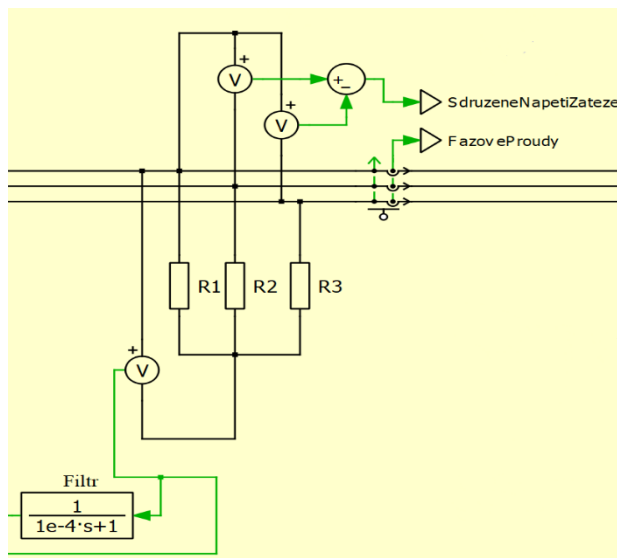 +
V
+
-
+
V
SdruzeneNapetiZateze
FazoveProudy
R1
R2
R3
+
V
Filtr
1
1e-4·s+1